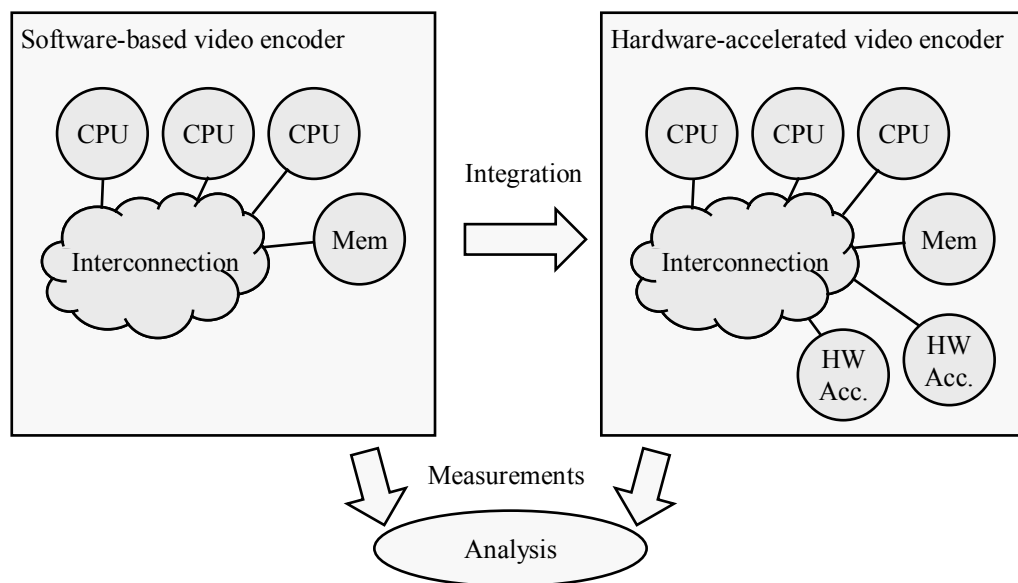 Software-based video encoder
CPU
CPU
CPU
Interconnection
Mem
Integration
Hardware-accelerated video encoder
CPU
CPU
CPU
Interconnection
Mem
HW
Acc.
HW
Acc.
Measurements
Analysis